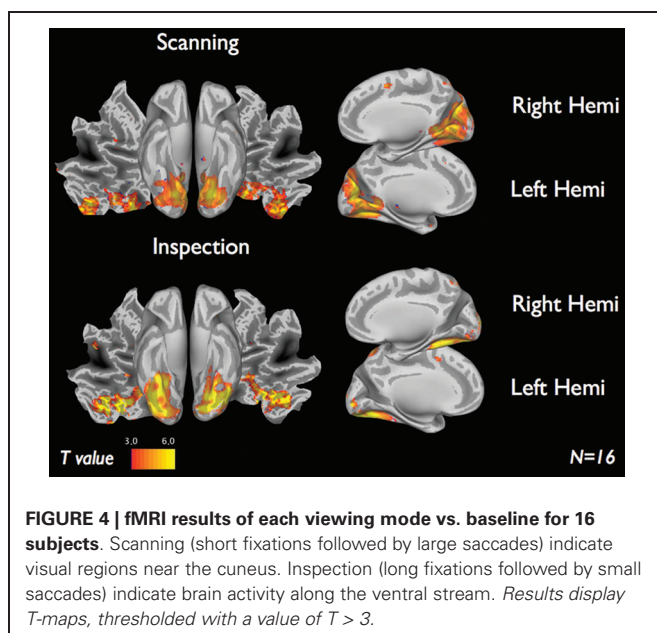 Scanning
Right Hemi
Left Hemi
Inspection
Right Hemi
Left Hemi
3,0 6,0
T value
N=16
FIGURE 4 | fMRI results of each viewing mode vs. baseline for 16
subjects. Scanning (short fixations followed by large saccades) indicate
visual regions near the cuneus. Inspection (long fixations followed by small
saccades) indicate brain activity along the ventral stream. Results display
T-maps, thresholded with a value of T > 3.